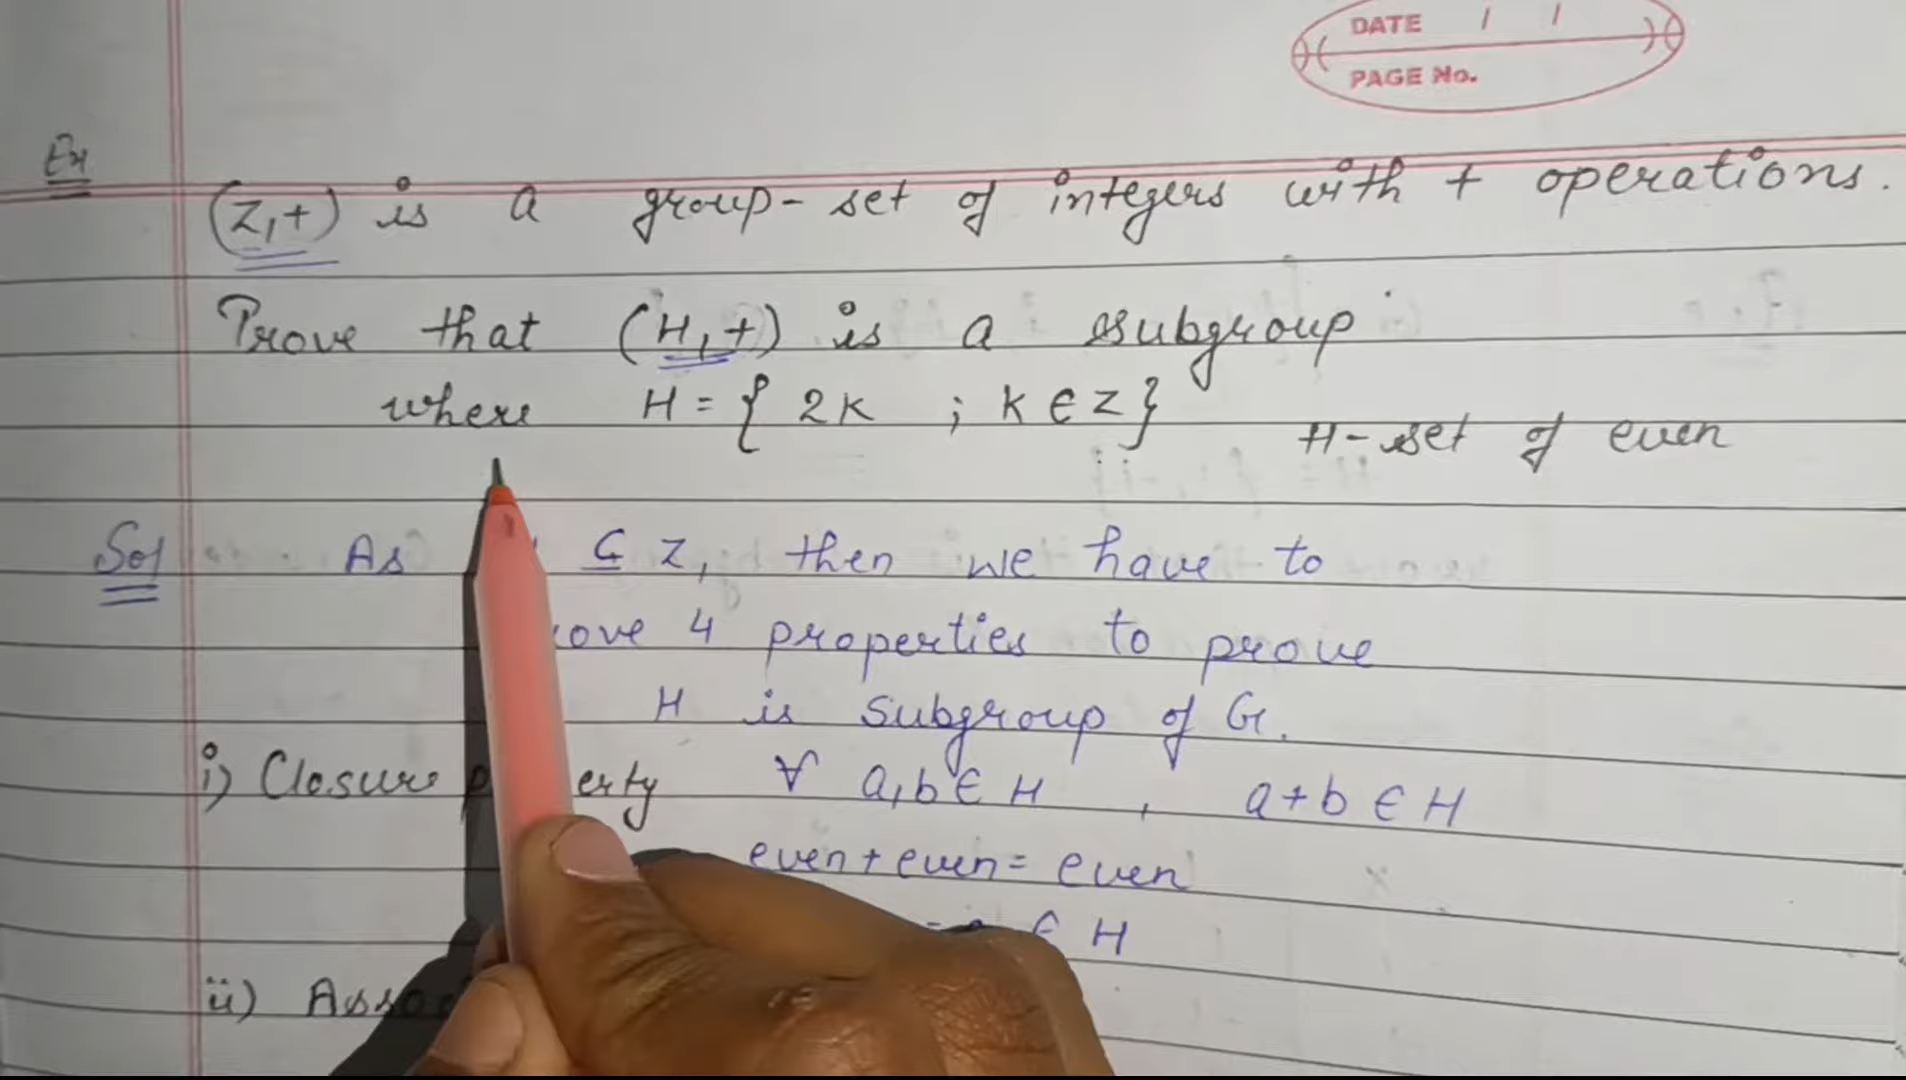 DATE / /
PAGE No.
Ex
(Z,+) is a group - set of integers with + operations.
Prove that (H,+) is a subgroup
where H = { 2K ; K ∈ Z }
H - set of even
Sol As ⊆ Z, then we have to
ove 4 properties to prove
H is subgroup of G.
i) Closure p erty ∀ a,b ∈ H , a+b ∈ H
even + even = even
∈ H
ii) Asso